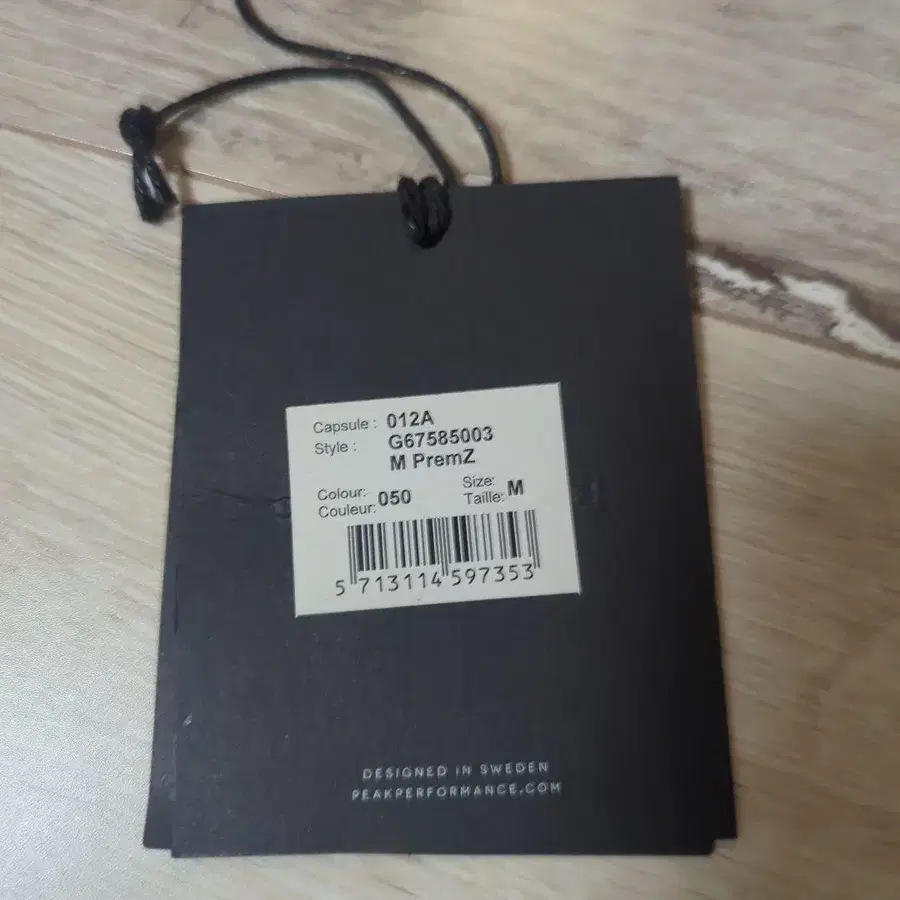 Capsule : 012A
Style : G67585003
M PremZ
Colour: Size:
Couleur: 050 Taille: M
5 713114 597353
DESIGNED IN SWEDEN
PEAKPERFORMANCE.COM